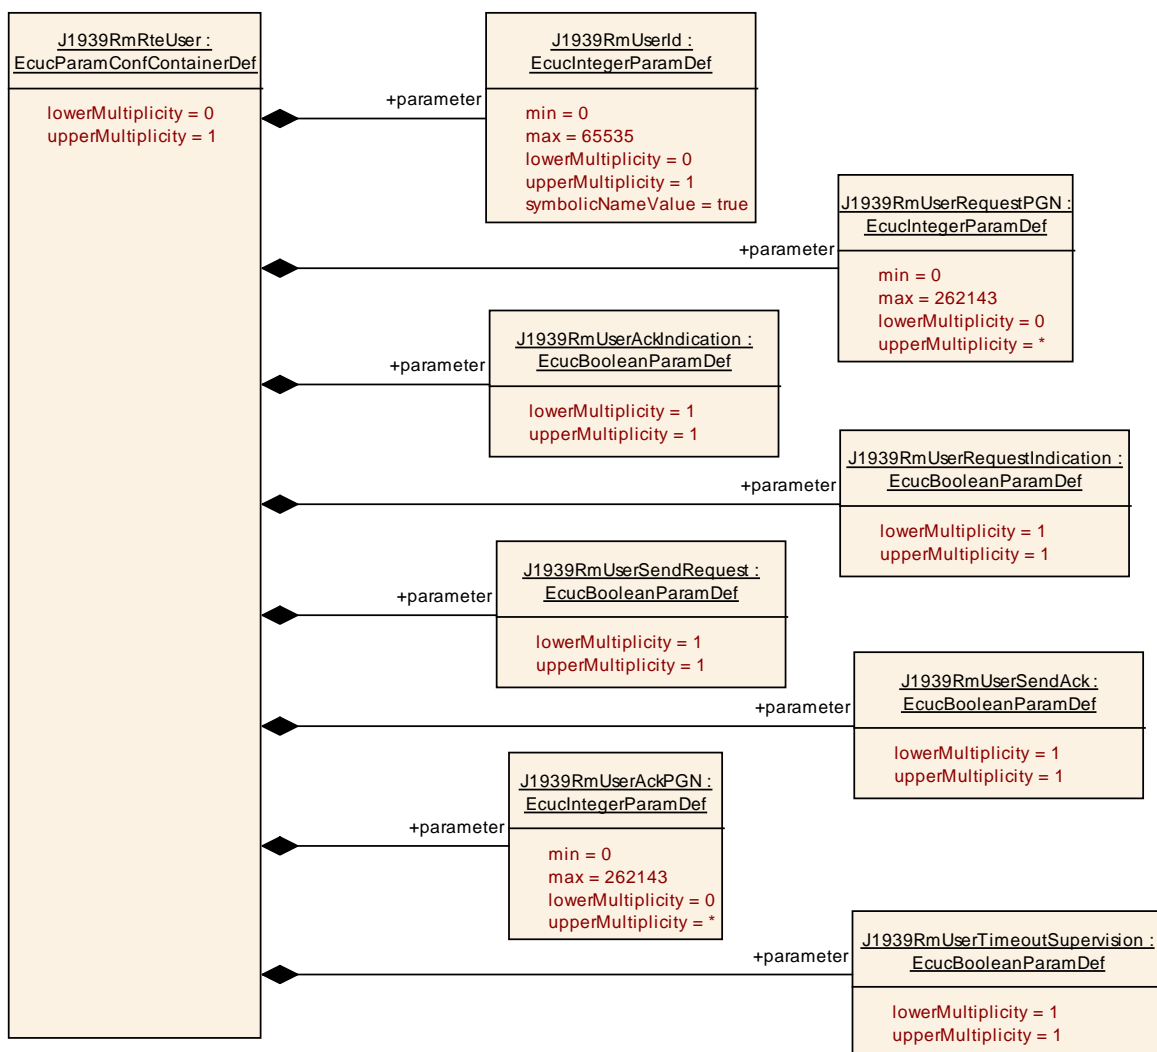 J1939RmRteUser :
EcucParamConfContainerDef
lowerMultiplicity = 0
upperMultiplicity = 1
+parameter
J1939RmUserId :
EcucIntegerParamDef
min = 0
max = 65535
lowerMultiplicity = 0
upperMultiplicity = 1
symbolicNameValue = true
+parameter
J1939RmUserRequestPGN :
EcucIntegerParamDef
min = 0
max = 262143
lowerMultiplicity = 0
upperMultiplicity = *
+parameter
J1939RmUserAckIndication :
EcucBooleanParamDef
lowerMultiplicity = 1
upperMultiplicity = 1
+parameter
J1939RmUserRequestIndication :
EcucBooleanParamDef
lowerMultiplicity = 1
upperMultiplicity = 1
+parameter
J1939RmUserSendRequest :
EcucBooleanParamDef
lowerMultiplicity = 1
upperMultiplicity = 1
+parameter
J1939RmUserSendAck :
EcucBooleanParamDef
lowerMultiplicity = 1
upperMultiplicity = 1
+parameter
J1939RmUserAckPGN :
EcucIntegerParamDef
min = 0
max = 262143
lowerMultiplicity = 0
upperMultiplicity = *
+parameter
J1939RmUserTimeoutSupervision :
EcucBooleanParamDef
lowerMultiplicity = 1
upperMultiplicity = 1